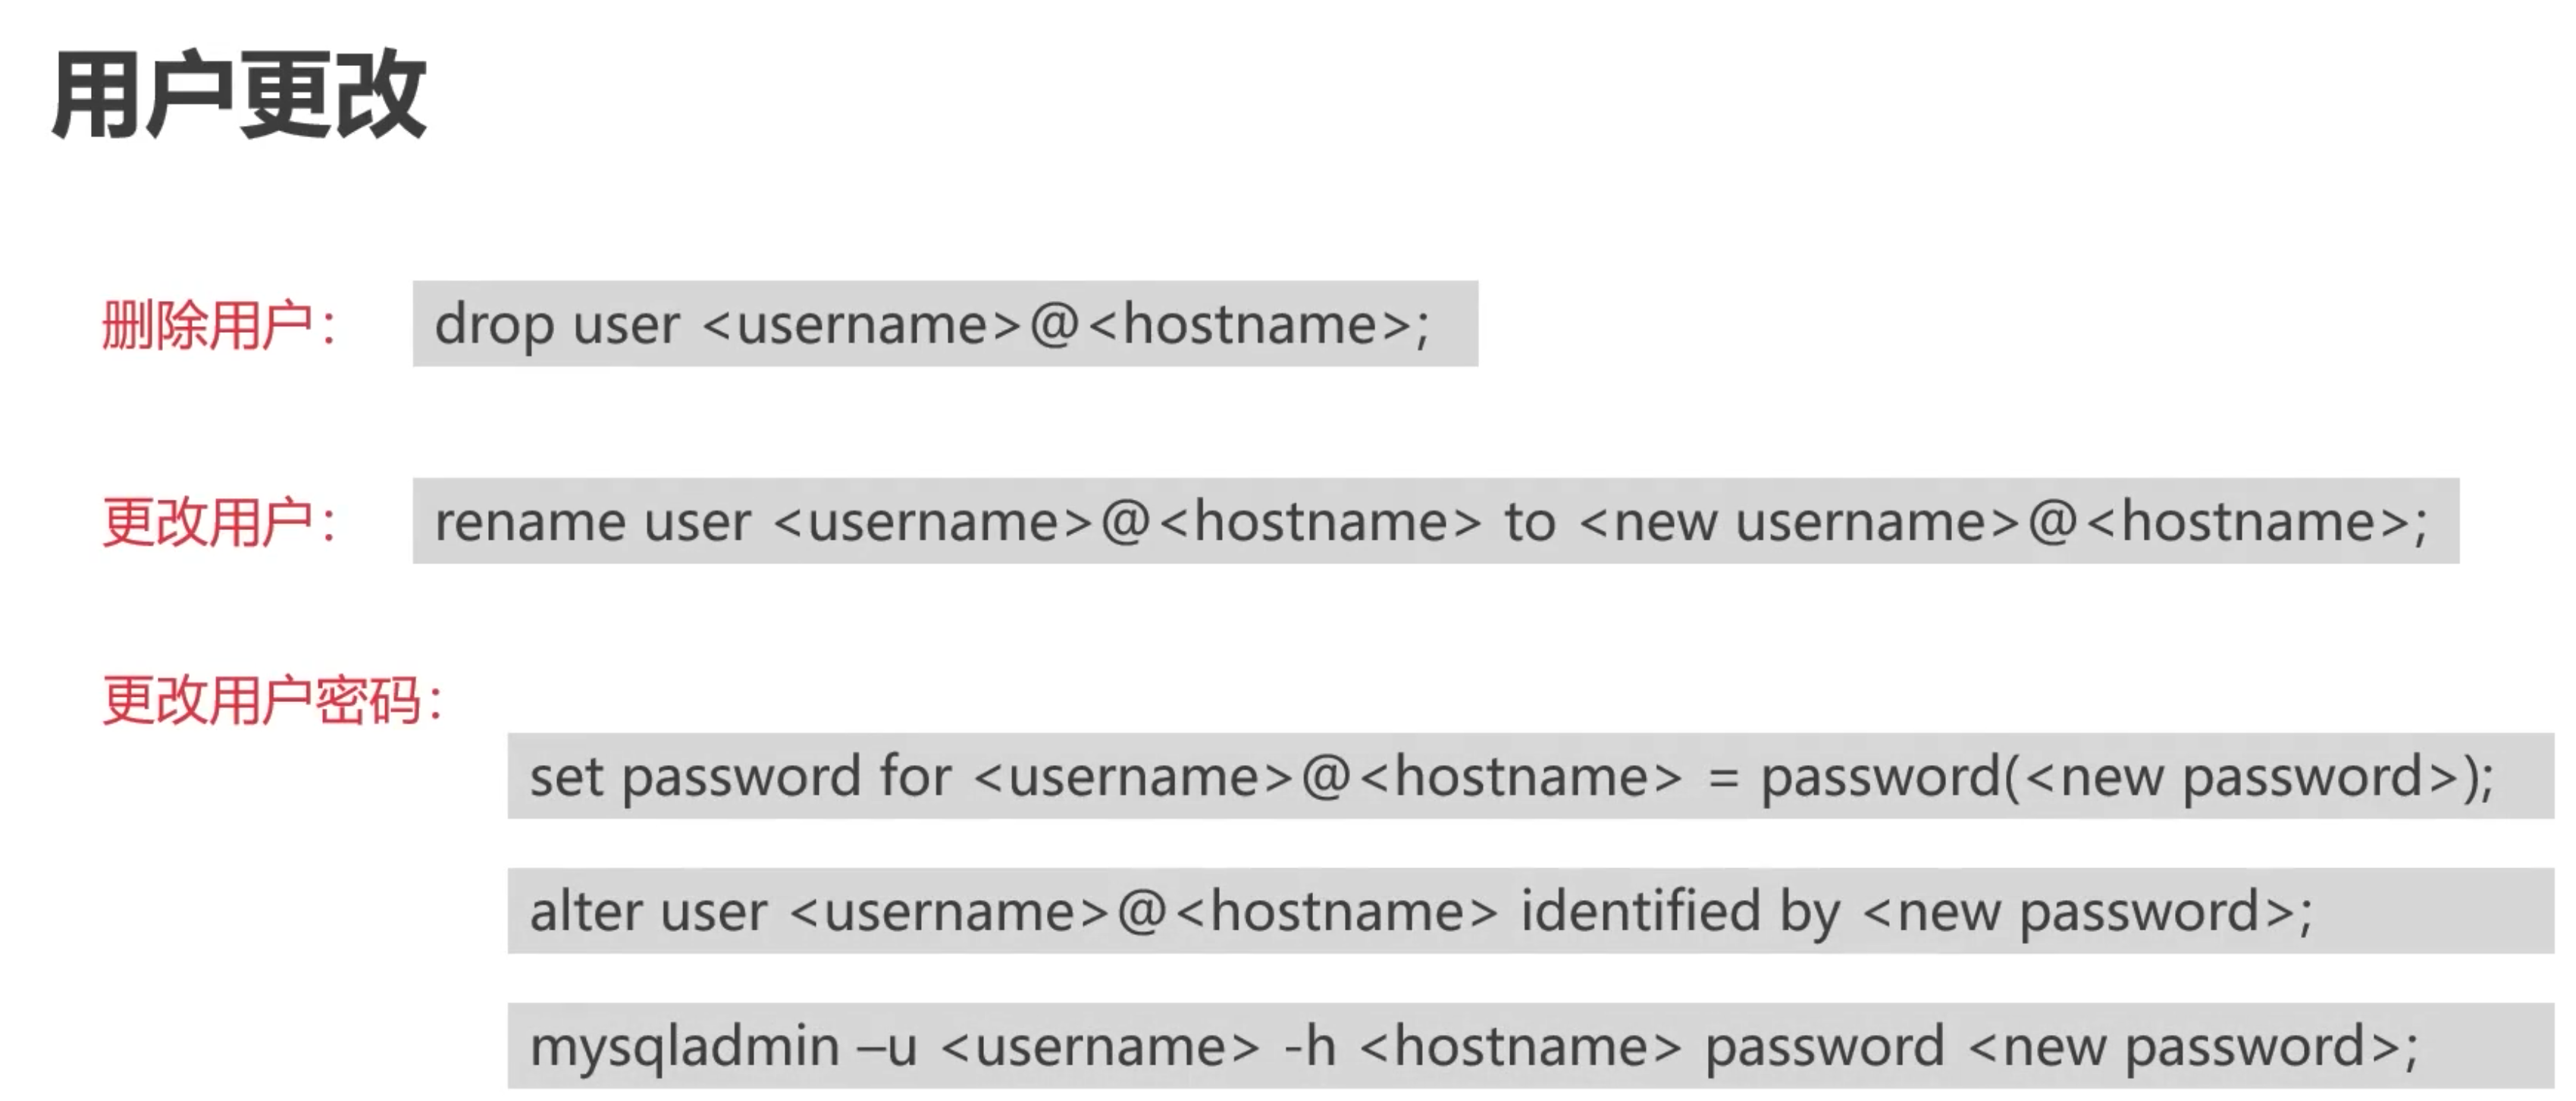 用户更改
删除用户： drop user <username>@<hostname>;
更改用户： rename user <username>@<hostname> to <new username>@<hostname>;
更改用户密码：
set password for <username>@<hostname> = password(<new password>);
alter user <username>@<hostname> identified by <new password>;
mysqladmin –u <username> -h <hostname> password <new password>;